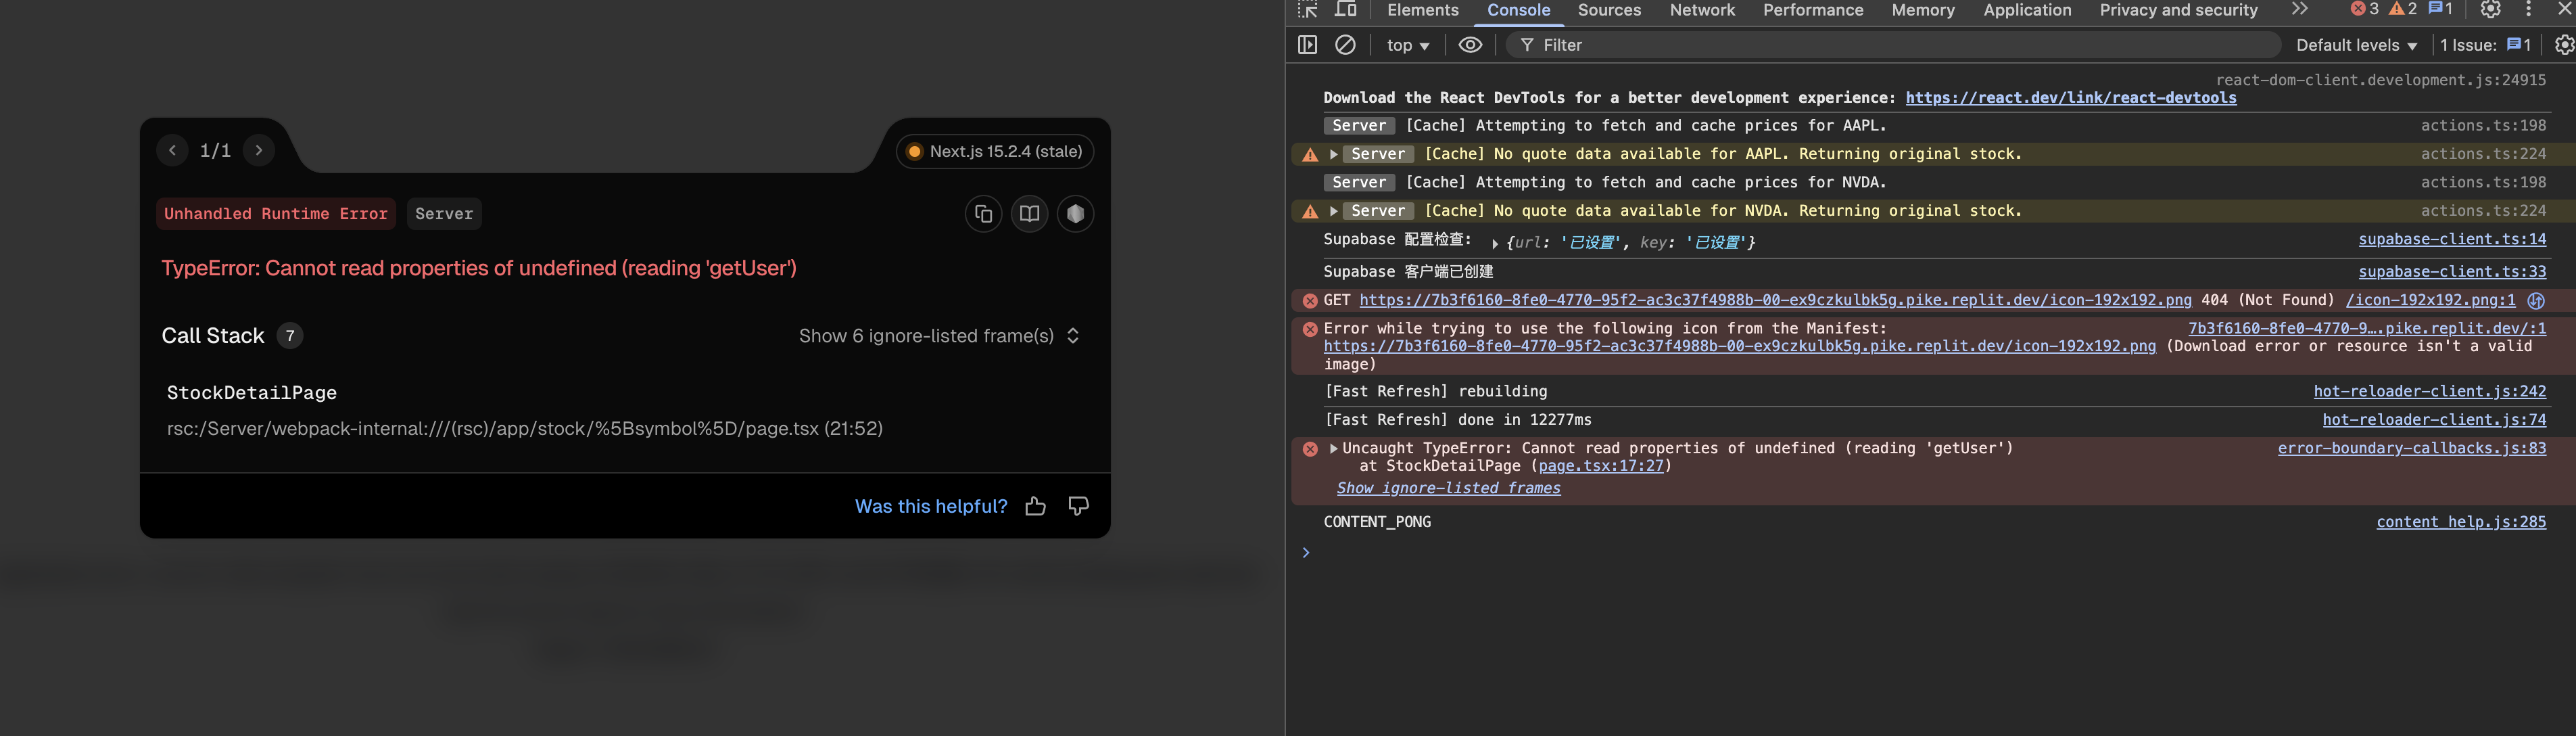 1/1
Next.js 15.2.4 (stale)
Unhandled Runtime Error
Server
TypeError: Cannot read properties of undefined (reading 'getUser')
Call Stack 7
Show 6 ignore-listed frame(s)
StockDetailPage
rsc:/Server/webpack-internal:///(rsc)/app/stock/%5Bsymbol%5D/page.tsx (21:52)
Was this helpful?
Elements Console Sources Network Performance Memory Application Privacy and security 3 2 1
top Filter Default levels 1 Issue: 1
react-dom-client.development.js:24915
Download the React DevTools for a better development experience: https://react.dev/link/react-devtools
Server [Cache] Attempting to fetch and cache prices for AAPL. actions.ts:198
Server [Cache] No quote data available for AAPL. Returning original stock. actions.ts:224
Server [Cache] Attempting to fetch and cache prices for NVDA. actions.ts:198
Server [Cache] No quote data available for NVDA. Returning original stock. actions.ts:224
Supabase 配置检查: {url: '已设置', key: '已设置'} supabase-client.ts:14
Supabase 客户端已创建 supabase-client.ts:33
GET https://7b3f6160-8fe0-4770-95f2-ac3c37f4988b-00-ex9czkulbk5g.pike.replit.dev/icon-192x192.png 404 (Not Found) /icon-192x192.png:1
Error while trying to use the following icon from the Manifest: 7b3f6160-8fe0-4770-9….pike.replit.dev/:1
https://7b3f6160-8fe0-4770-95f2-ac3c37f4988b-00-ex9czkulbk5g.pike.replit.dev/icon-192x192.png (Download error or resource isn't a valid
image)
[Fast Refresh] rebuilding hot-reloader-client.js:242
[Fast Refresh] done in 12277ms hot-reloader-client.js:74
Uncaught TypeError: Cannot read properties of undefined (reading 'getUser') error-boundary-callbacks.js:83
at StockDetailPage (page.tsx:17:27)
Show ignore-listed frames
CONTENT_PONG content_help.js:285